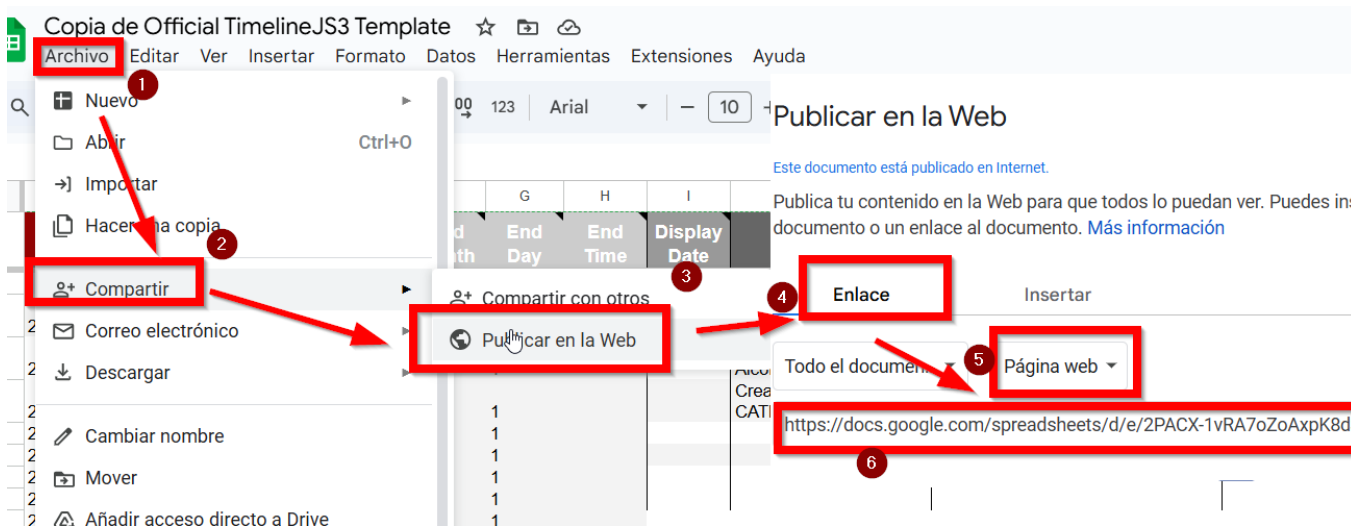 Copia de Official TimelineJS3 Template
Archivo Editar Ver Insertar Formato Datos Herramientas Extensiones Ayuda
1
Nuevo
Abrir Ctrl+O
Importar
Hacer una copia
2
Compartir
Correo electrónico
Descargar
Cambiar nombre
Mover
Añadir acceso directo a Drive
123 Arial 10
G H I
End Day
End Time
Display Date
3
Compartir con otros
Publicar en la Web
Crea
1
1
1
1
1
1
Publicar en la Web
Este documento está publicado en Internet.
Publica tu contenido en la Web para que todos lo puedan ver. Puedes ins
documento o un enlace al documento. Más información
4
Enlace Insertar
Todo el documen
5
Página web
https://docs.google.com/spreadsheets/d/e/2PACX-1vRA7oZoAxpK8d
6